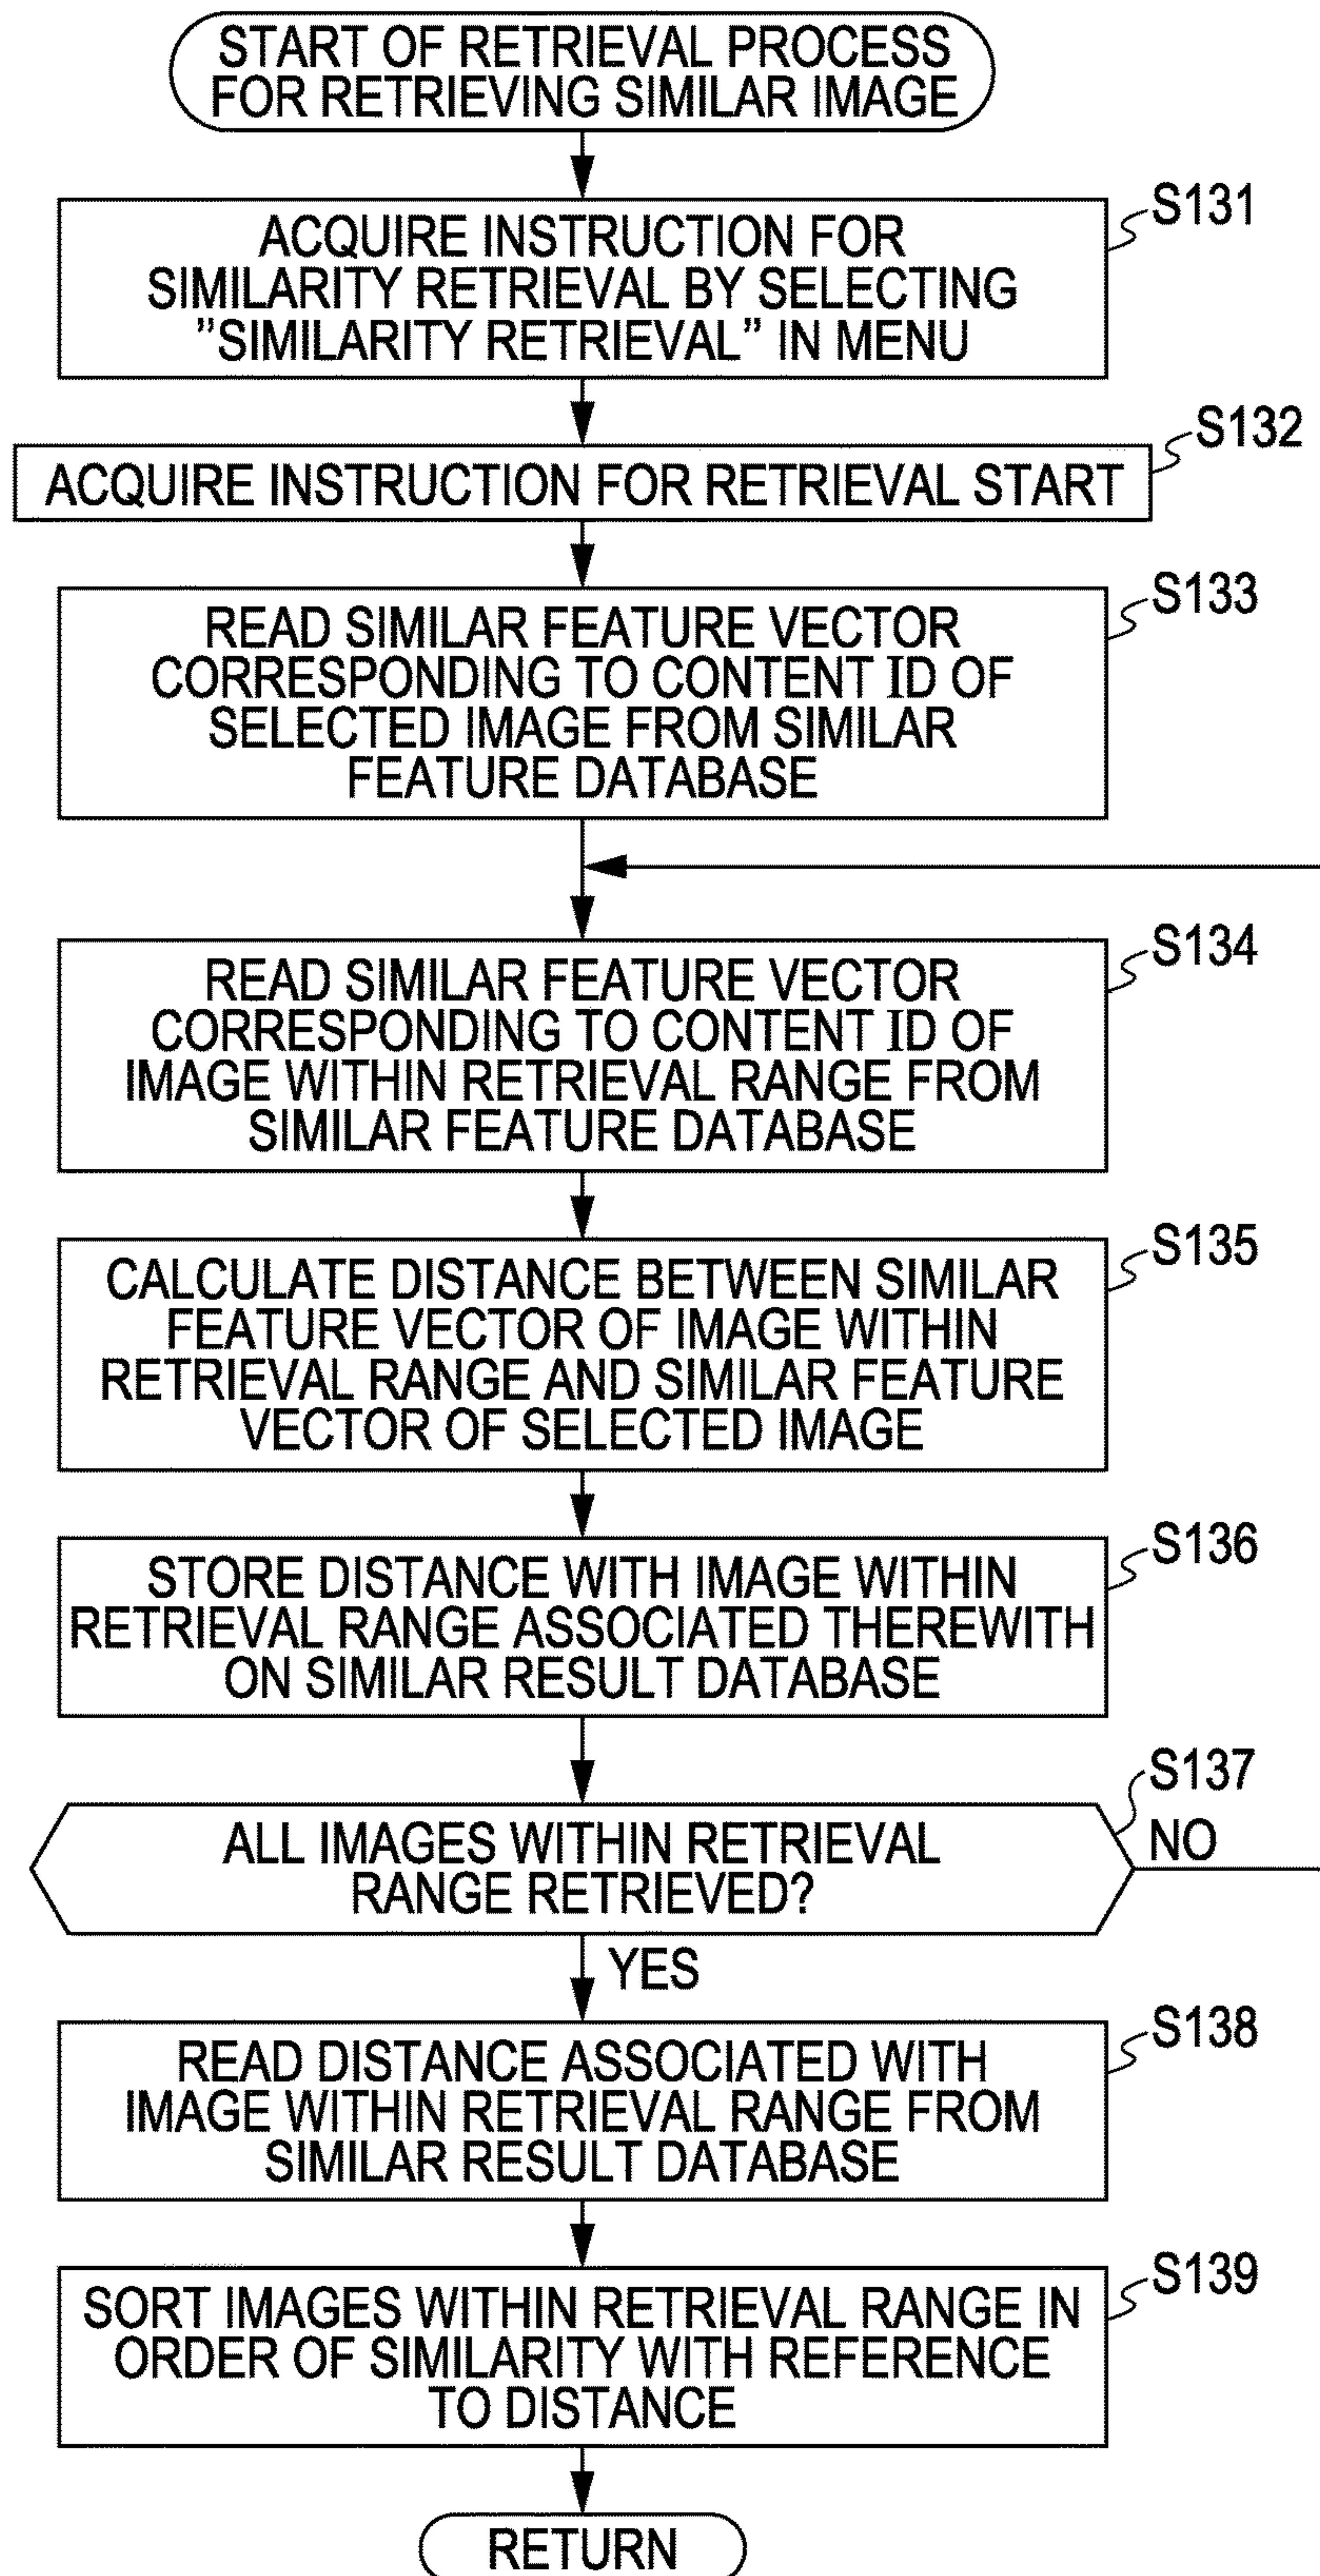 START OF RETRIEVAL PROCESS
FOR RETRIEVING SIMILAR IMAGE
S131
ACQUIRE INSTRUCTION FOR
SIMILARITY RETRIEVAL BY SELECTING
"SIMILARITY RETRIEVAL" IN MENU
S132
ACQUIRE INSTRUCTION FOR RETRIEVAL START
S133
READ SIMILAR FEATURE VECTOR
CORRESPONDING TO CONTENT ID OF
SELECTED IMAGE FROM SIMILAR
FEATURE DATABASE
S134
READ SIMILAR FEATURE VECTOR
CORRESPONDING TO CONTENT ID OF
IMAGE WITHIN RETRIEVAL RANGE FROM
SIMILAR FEATURE DATABASE
S135
CALCULATE DISTANCE BETWEEN SIMILAR
FEATURE VECTOR OF IMAGE WITHIN
RETRIEVAL RANGE AND SIMILAR FEATURE
VECTOR OF SELECTED IMAGE
S136
STORE DISTANCE WITH IMAGE WITHIN
RETRIEVAL RANGE ASSOCIATED THEREWITH
ON SIMILAR RESULT DATABASE
S137
ALL IMAGES WITHIN RETRIEVAL
RANGE RETRIEVED?
NO
YES
S138
READ DISTANCE ASSOCIATED WITH
IMAGE WITHIN RETRIEVAL RANGE FROM
SIMILAR RESULT DATABASE
S139
SORT IMAGES WITHIN RETRIEVAL RANGE IN
ORDER OF SIMILARITY WITH REFERENCE
TO DISTANCE
RETURN